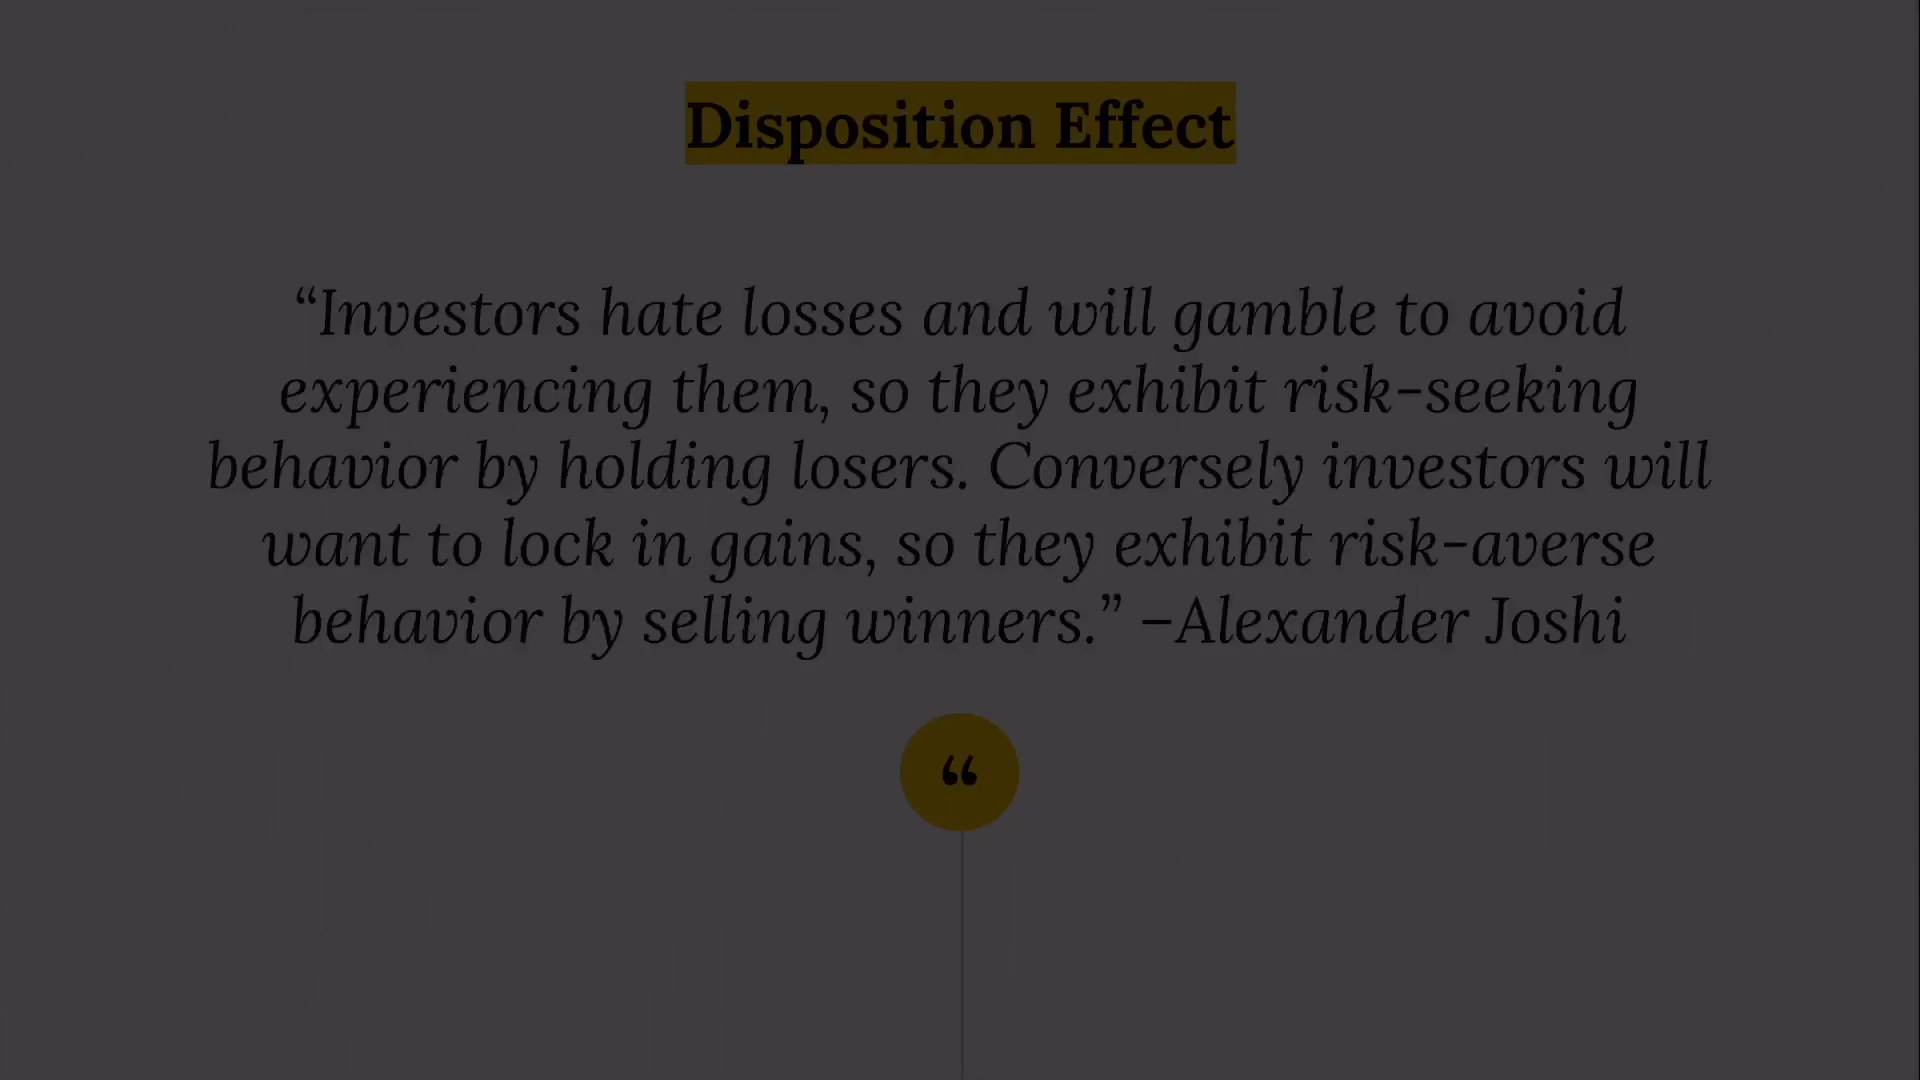 Disposition Effect
“Investors hate losses and will gamble to avoid
experiencing them, so they exhibit risk-seeking
behavior by holding losers. Conversely investors will
want to lock in gains, so they exhibit risk-averse
behavior by selling winners.” –Alexander Joshi
“